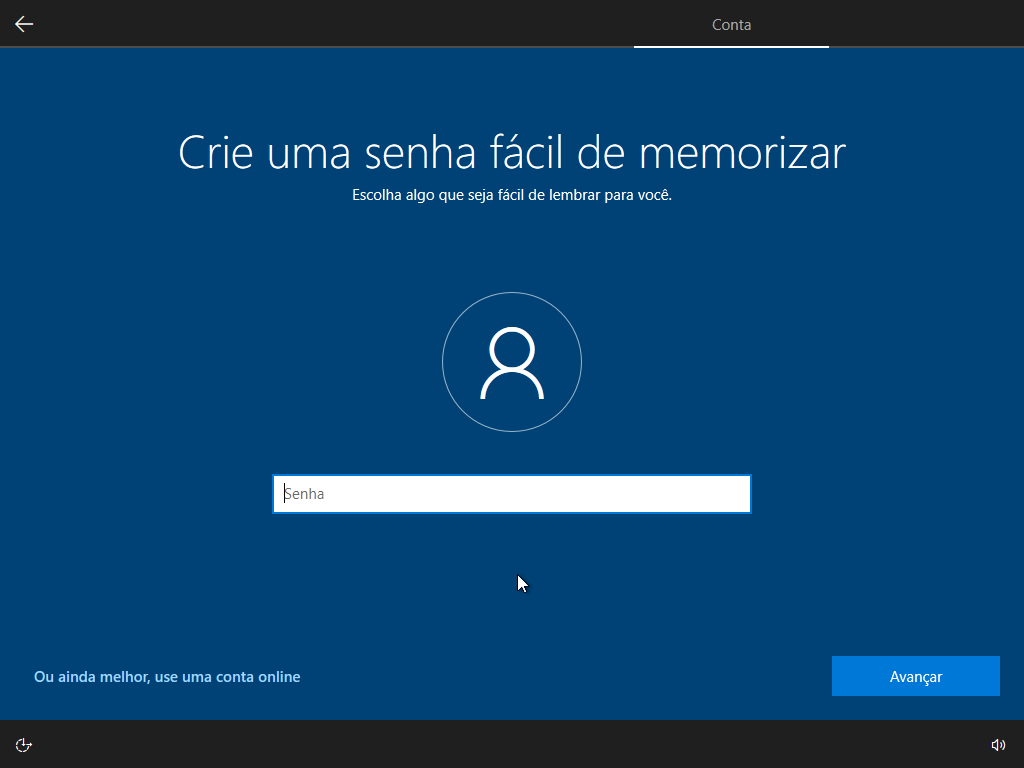 Conta
Crie uma senha fácil de memorizar
Escolha algo que seja fácil de lembrar para você.
Senha
Ou ainda melhor, use uma conta online
Avançar